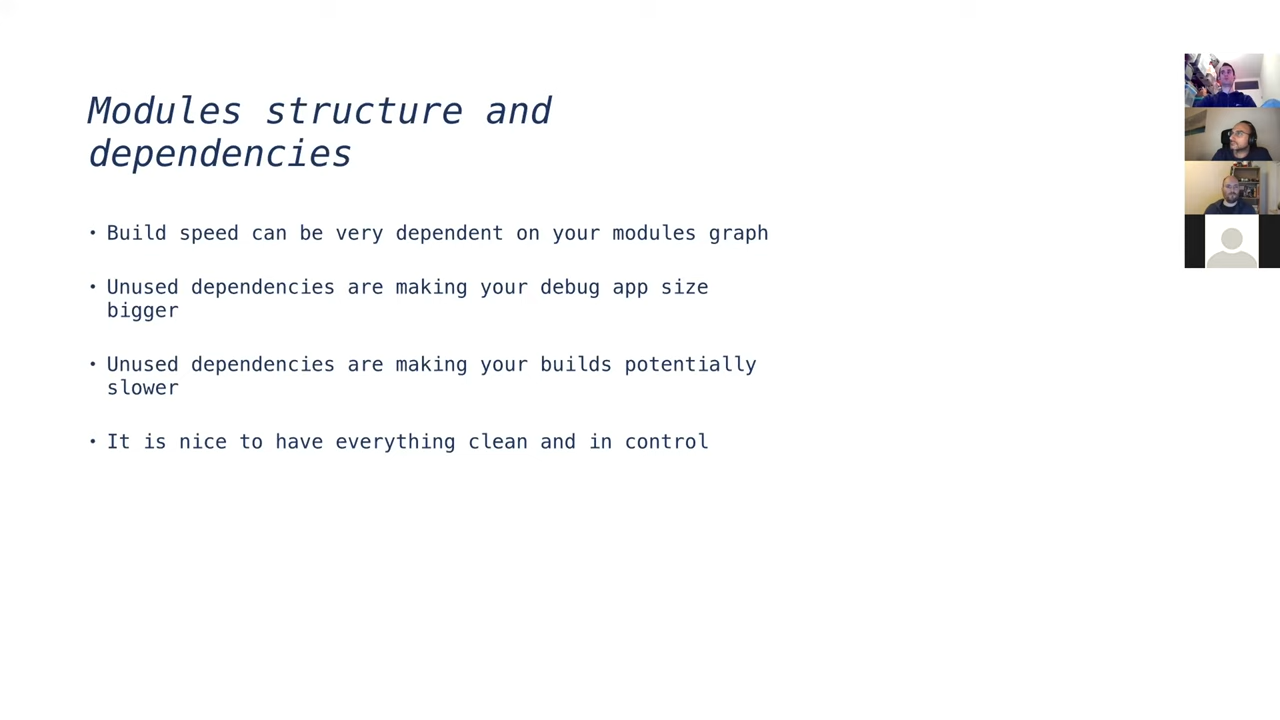 Modules structure and
dependencies
• Build speed can be very dependent on your modules graph
• Unused dependencies are making your debug app size
bigger
• Unused dependencies are making your builds potentially
slower
• It is nice to have everything clean and in control